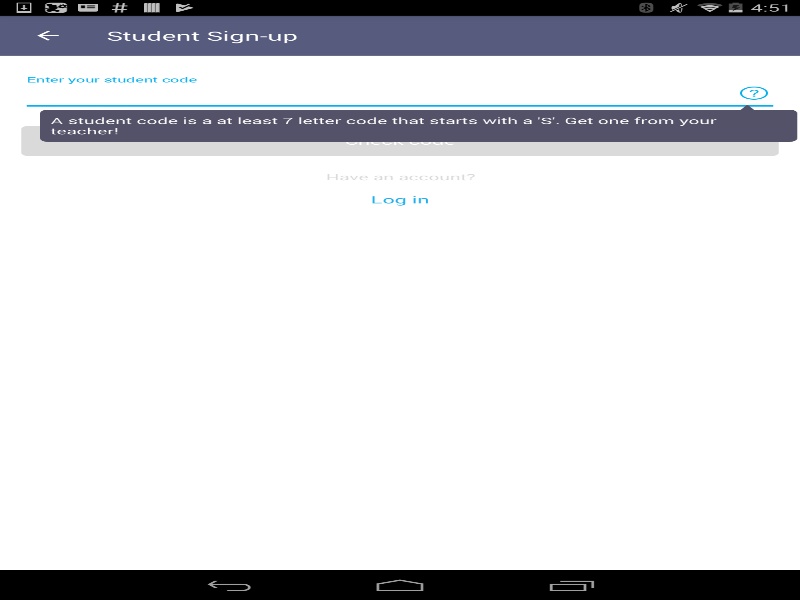 4:51
Student Sign-up
Enter your student code
A student code is a at least 7 letter code that starts with a 'S'. Get one from your
teacher!
Check code
Have an account?
Log in